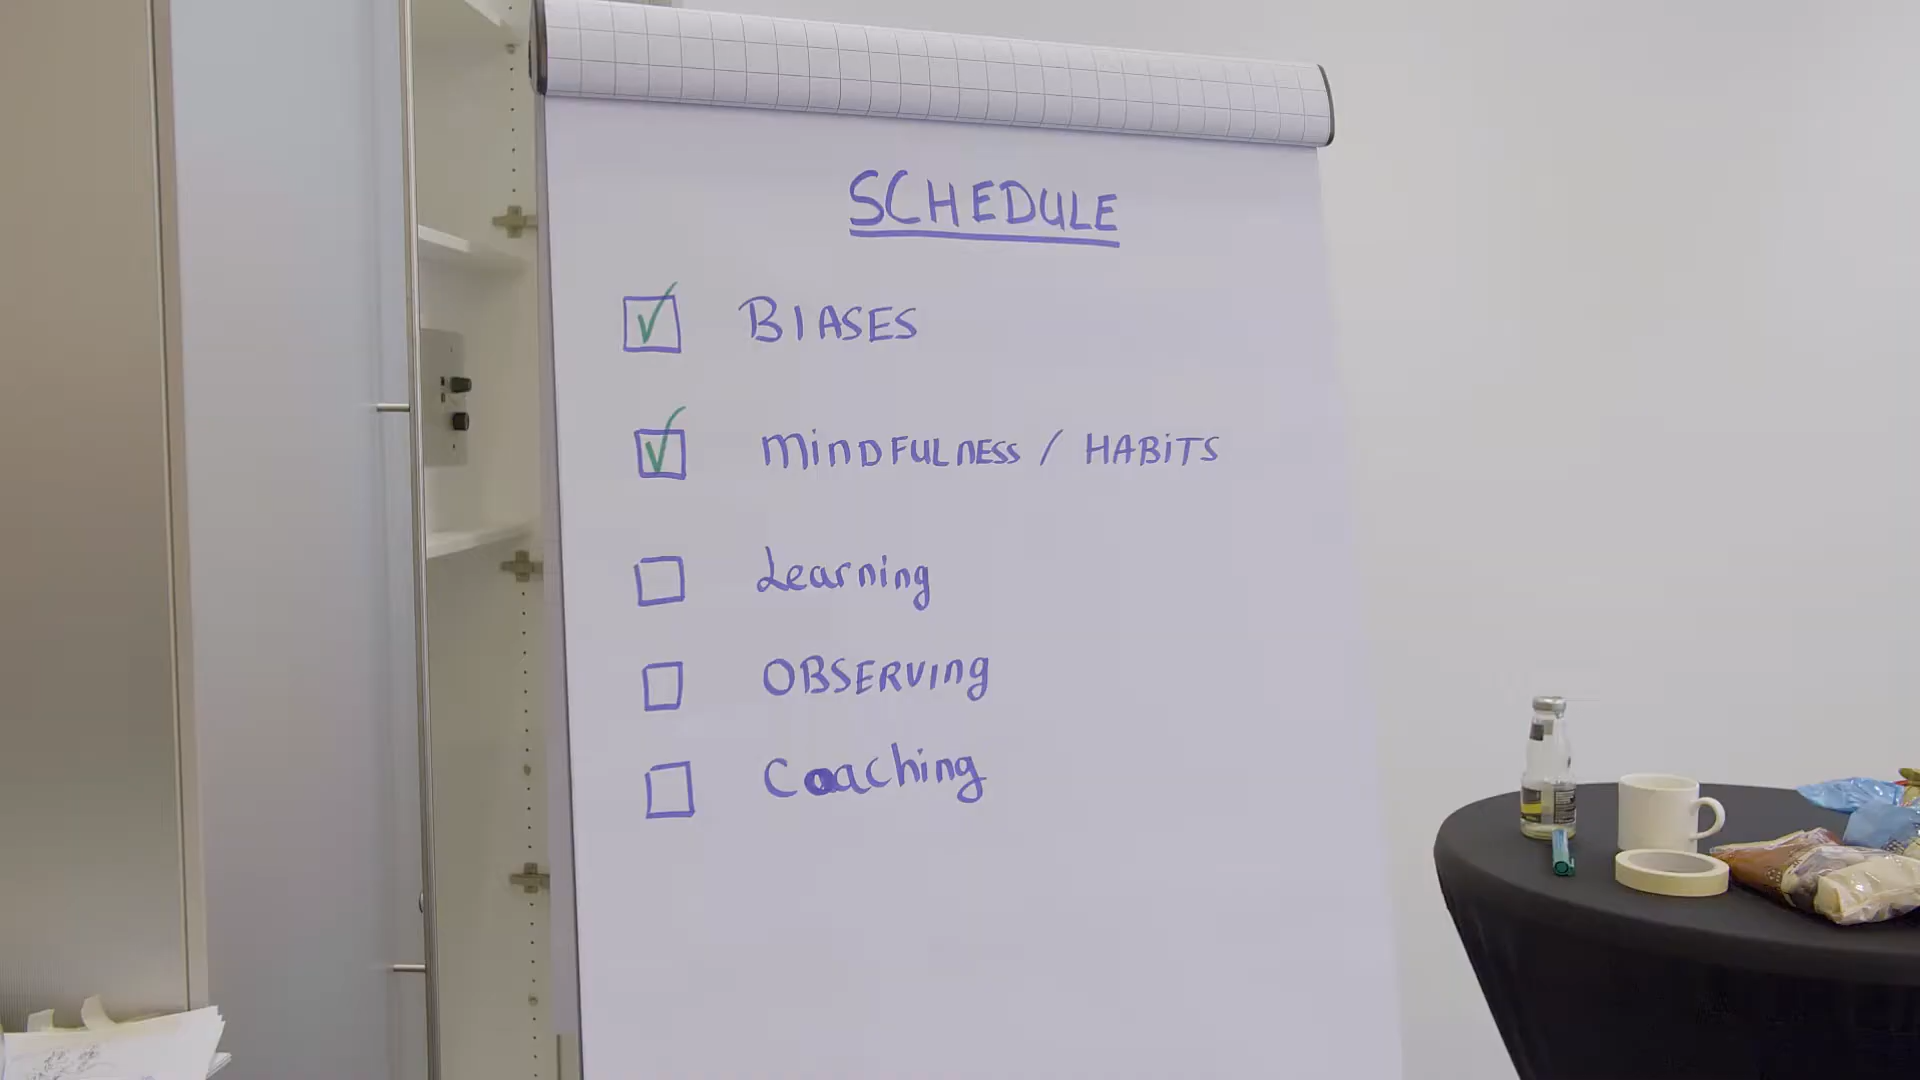 SCHEDULE
BIASES
MINDFULNESS / HABITS
Learning
OBSERVING
Coaching